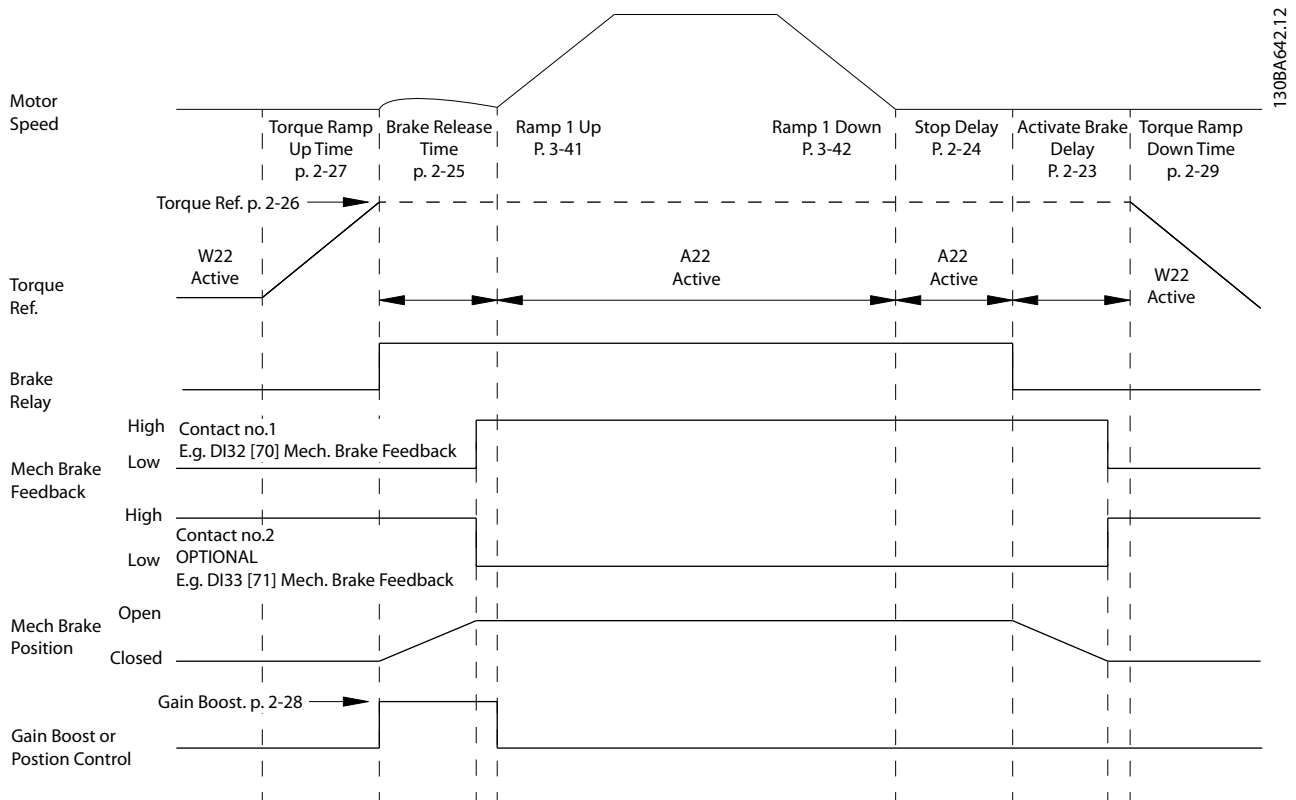 130BA642.12
Motor
Speed
Torque Ramp
Up Time
p. 2-27
Brake Release
Time
p. 2-25
Ramp 1 Up
P. 3-41
Ramp 1 Down
P. 3-42
Stop Delay
P. 2-24
Activate Brake
Delay
P. 2-23
Torque Ramp
Down Time
p. 2-29
Torque Ref. p. 2-26
W22
Active
A22
Active
A22
Active
W22
Active
Torque
Ref.
Brake
Relay
Mech Brake
Feedback
High
Low
Contact no.1
E.g. DI32 [70] Mech. Brake Feedback
High
Low
Contact no.2
OPTIONAL
E.g. DI33 [71] Mech. Brake Feedback
Mech Brake
Position
Open
Closed
Gain Boost. p. 2-28
Gain Boost or
Postion Control